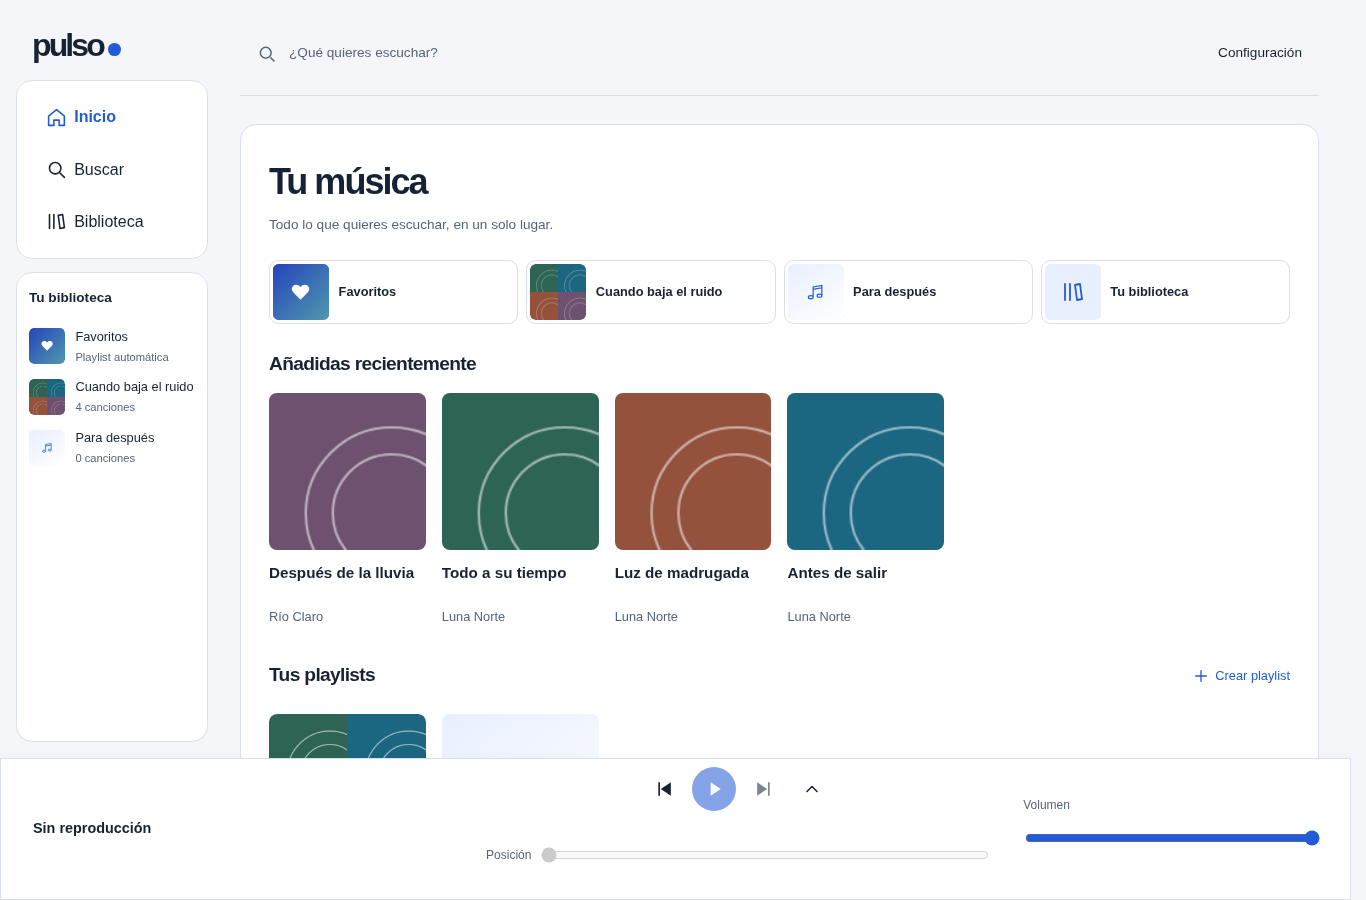 pulso
¿Qué quieres escuchar?
Configuración
Inicio
Buscar
Biblioteca
Tu biblioteca
Favoritos
Playlist automática
Cuando baja el ruido
4 canciones
Para después
0 canciones
Tu música
Todo lo que quieres escuchar, en un solo lugar.
Favoritos
Cuando baja el ruido
Para después
Tu biblioteca
Añadidas recientemente
Después de la lluvia
Río Claro
Todo a su tiempo
Luna Norte
Luz de madrugada
Luna Norte
Antes de salir
Luna Norte
Tus playlists
Crear playlist
Sin reproducción
Posición
Volumen